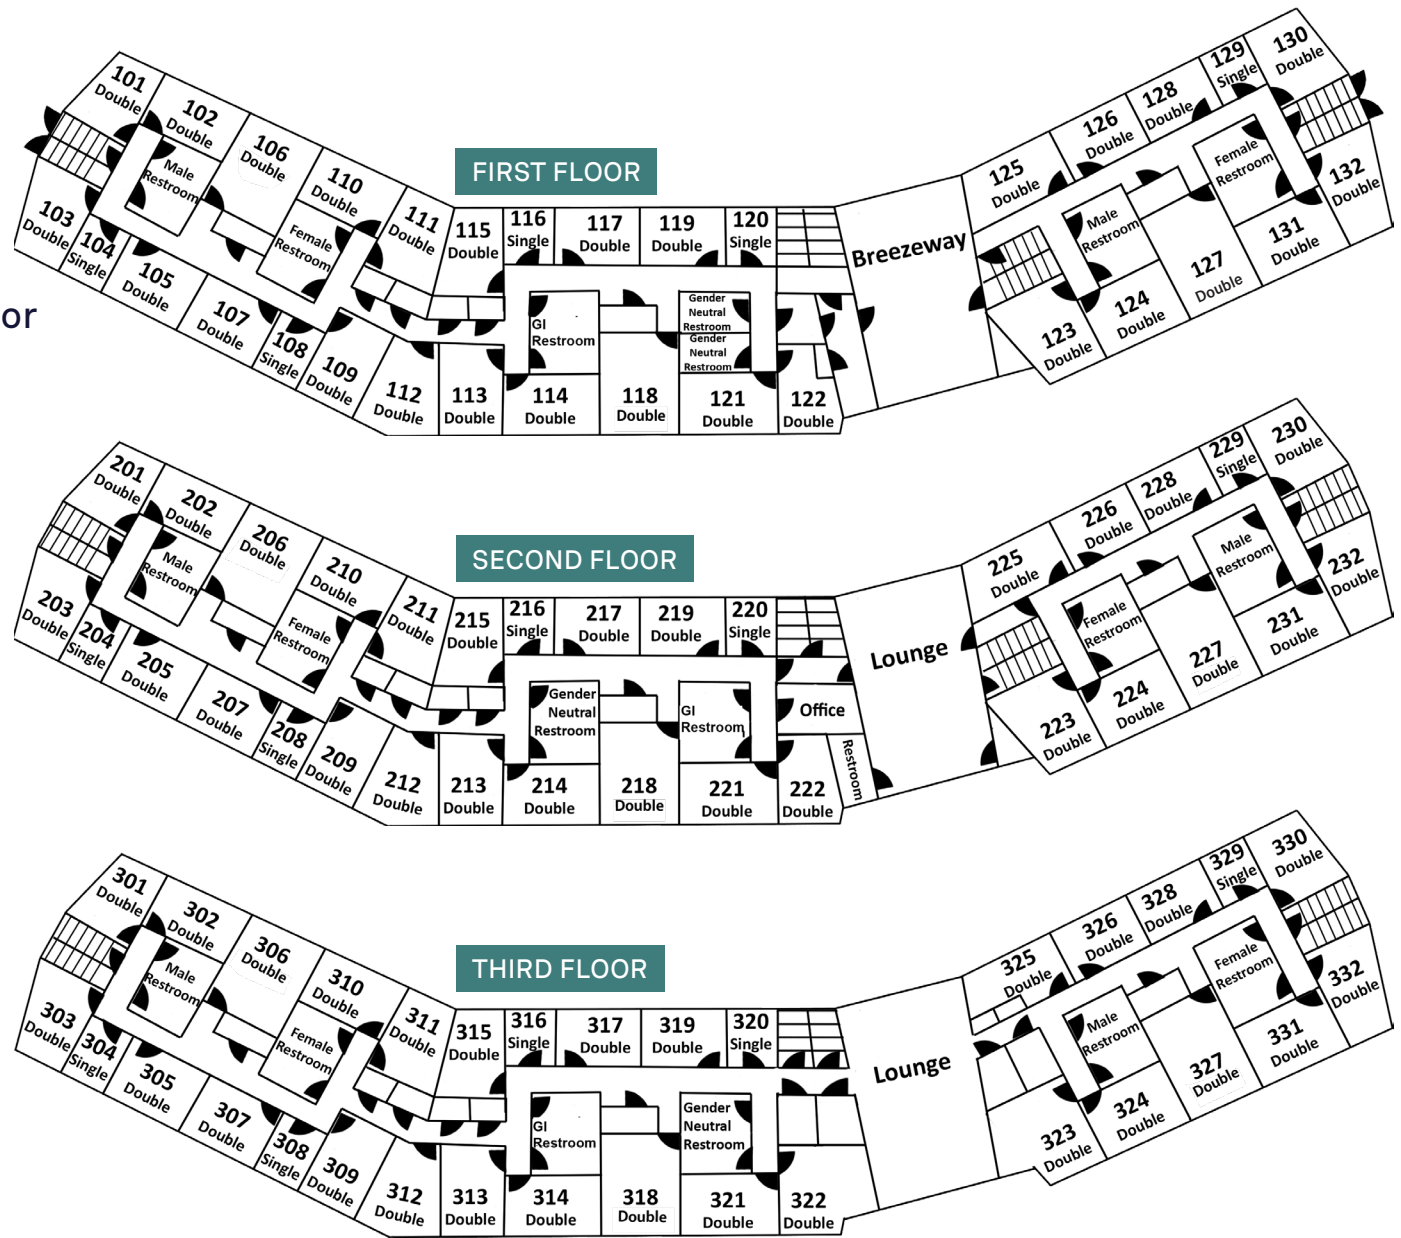 or
FIRST FLOOR
101
Double
102
Double
106
Double
110
Double
111
Double
115
Double
116
Single
117
Double
119
Double
120
Single
Breezeway
125
Double
126
Double
128
Double
129
Single
130
Double
Male
Restroom
Female
Restroom
GI
Restroom
Gender
Neutral
Restroom
Gender
Neutral
Restroom
Male
Restroom
Female
Restroom
103
Double
104
Single
105
Double
107
Double
108
Single
109
Double
112
Double
113
Double
114
Double
118
Double
121
Double
122
Double
123
Double
124
Double
127
Double
131
Double
132
Double
SECOND FLOOR
201
Double
202
Double
206
Double
210
Double
211
Double
215
Double
216
Single
217
Double
219
Double
220
Single
Lounge
225
Double
226
Double
228
Double
229
Single
230
Double
Male
Restroom
Female
Restroom
Gender
Neutral
Restroom
GI
Restroom
Office
Restroom
Female
Restroom
Male
Restroom
203
Double
204
Single
205
Double
207
Double
208
Single
209
Double
212
Double
213
Double
214
Double
218
Double
221
Double
222
Double
223
Double
224
Double
227
Double
231
Double
232
Double
THIRD FLOOR
301
Double
302
Double
306
Double
310
Double
311
Double
315
Double
316
Single
317
Double
319
Double
320
Single
Lounge
325
Double
326
Double
328
Double
329
Single
330
Double
Male
Restroom
Female
Restroom
GI
Restroom
Gender
Neutral
Restroom
Male
Restroom
Female
Restroom
303
Double
304
Single
305
Double
307
Double
308
Single
309
Double
312
Double
313
Double
314
Double
318
Double
321
Double
322
Double
323
Double
324
Double
327
Double
331
Double
332
Double